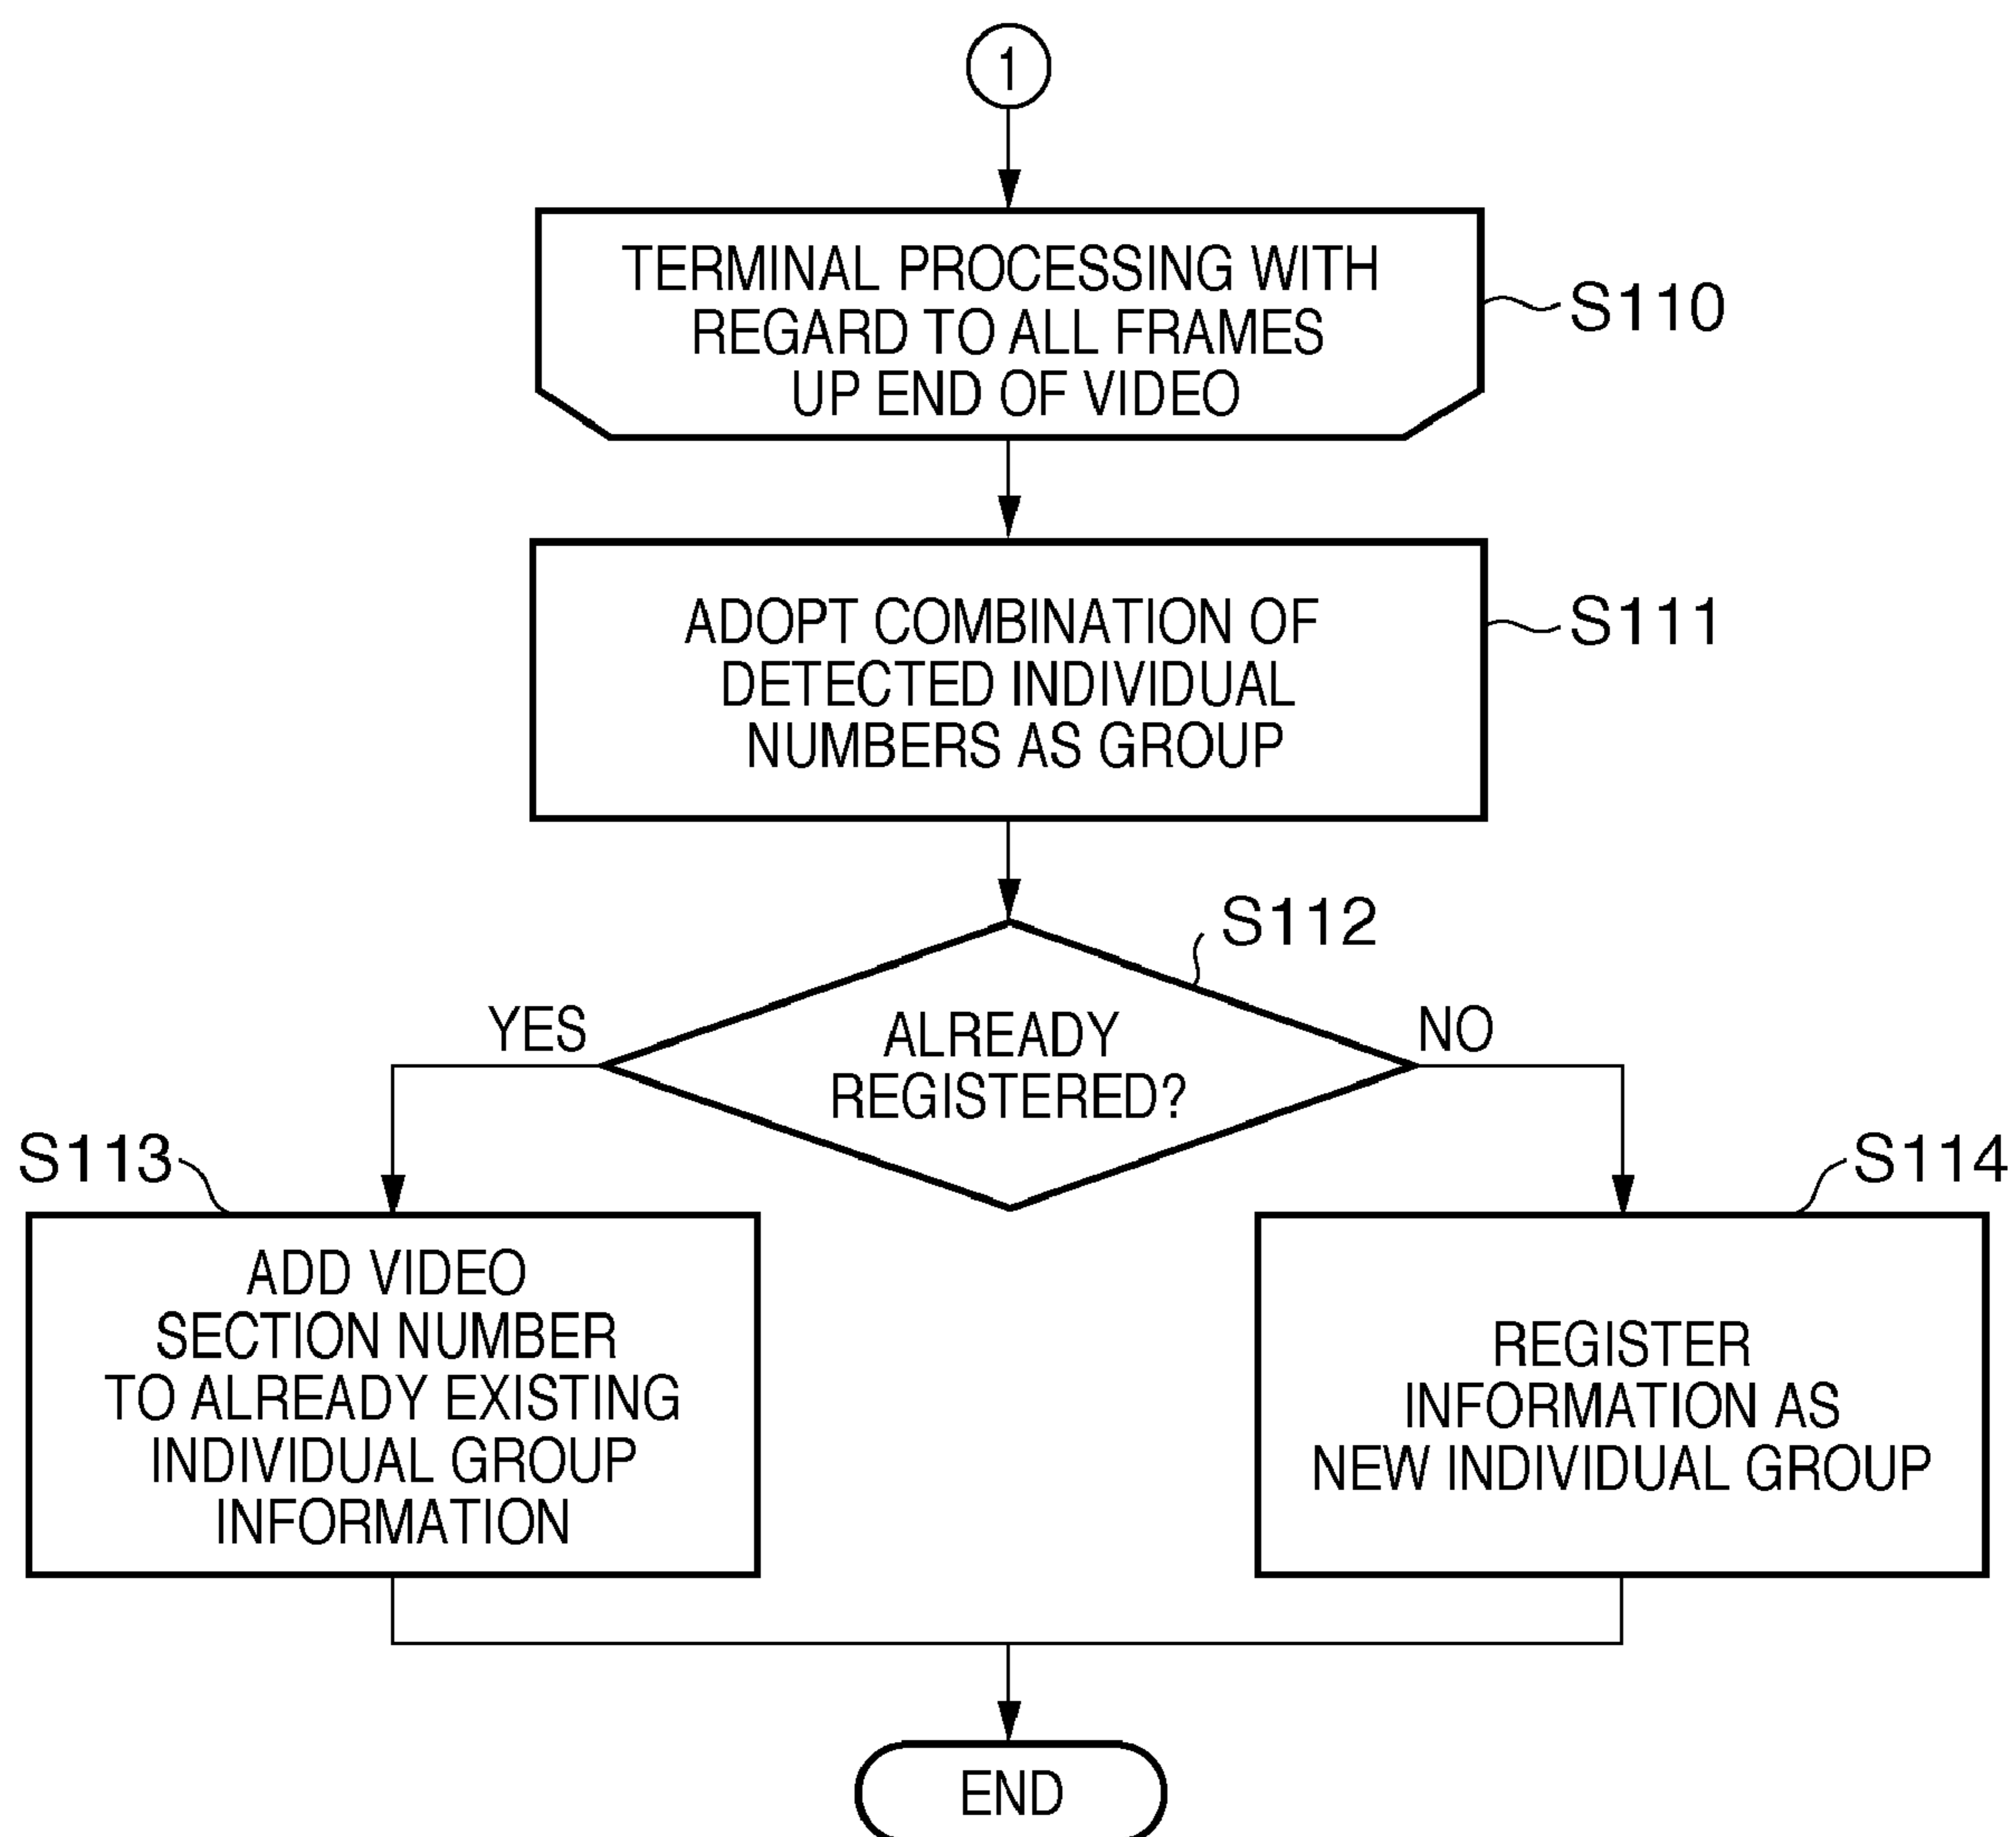 1
TERMINAL PROCESSING WITH
REGARD TO ALL FRAMES
UP END OF VIDEO
S110
ADOPT COMBINATION OF
DETECTED INDIVIDUAL
NUMBERS AS GROUP
S111
S112
ALREADY
REGISTERED?
YES
NO
S113
ADD VIDEO
SECTION NUMBER
TO ALREADY EXISTING
INDIVIDUAL GROUP
INFORMATION
S114
REGISTER
INFORMATION AS
NEW INDIVIDUAL GROUP
END